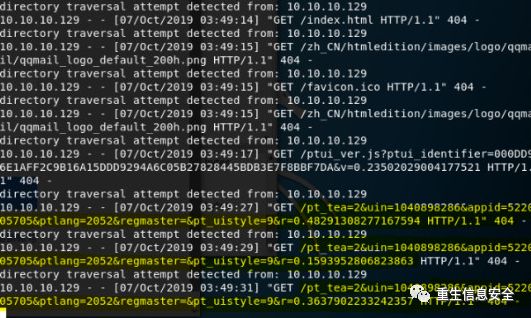 directory traversal attempt detected from: 10.10.10.129
10.10.10.129 - - [07/Oct/2019 03:49:14] "GET /index.html HTTP/1.1" 404 -
directory traversal attempt detected from: 10.10.10.129
10.10.10.129 - - [07/Oct/2019 03:49:15] "GET /zh_CN/htmledition/images/logo/qqma
il/qqmail_logo_default_200h.png HTTP/1.1" 404 -
directory traversal attempt detected from: 10.10.10.129
10.10.10.129 - - [07/Oct/2019 03:49:15] "GET /favicon.ico HTTP/1.1" 404 -
directory traversal attempt detected from: 10.10.10.129
10.10.10.129 - - [07/Oct/2019 03:49:15] "GET /zh_CN/htmledition/images/logo/qqma
il/qqmail_logo_default_200h.png HTTP/1.1" 404 -
directory traversal attempt detected from: 10.10.10.129
10.10.10.129 - - [07/Oct/2019 03:49:17] "GET /ptui_ver.js?ptui_identifier=000DD9
6E1AFF2C9B16A15DDD9294A6C05B27828445BDB3E7F8BBF7DA&v=0.23502029004177521 HTTP/1.
1" 404 -
directory traversal attempt detected from: 10.10.10.129
10.10.10.129 - - [07/Oct/2019 03:49:27] "GET /pt_tea=2&uin=1040898286&appid=5220
05705&ptlang=2052&regmaster=&pt_uistyle=9&r=0.48291308277167594 HTTP/1.1" 404 -
directory traversal attempt detected from: 10.10.10.129
10.10.10.129 - - [07/Oct/2019 03:49:29] "GET /pt_tea=2&uin=1040898286&appid=5220
05705&ptlang=2052&regmaster=&pt_uistyle=9&r=0.1593952806823863 HTTP/1.1" 404 -
directory traversal attempt detected from: 10.10.10.129
10.10.10.129 - - [07/Oct/2019 03:49:31] "GET /pt_tea=2&uin=1040898286&appid=5220
05705&ptlang=2052&regmaster=&pt_uistyle=9&r=0.3637902233242357 HTTP/1.1" 404 -
重生信息安全